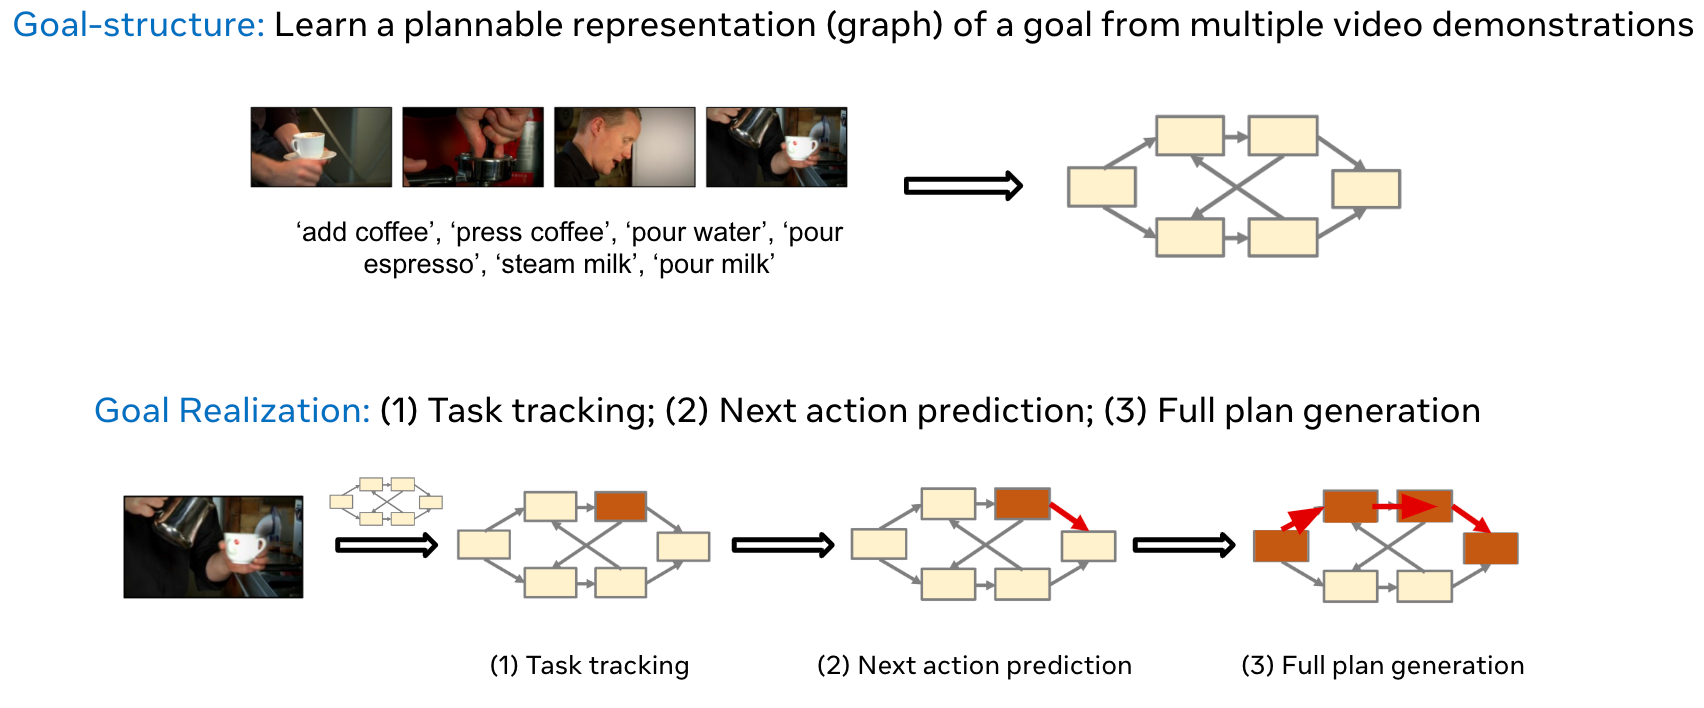 Goal-structure: Learn a plannable representation (graph) of a goal from multiple video demonstrations
‘add coffee’, ‘press coffee’, ‘pour water’, ‘pour
espresso’, ‘steam milk’, ‘pour milk’
Goal Realization: (1) Task tracking; (2) Next action prediction; (3) Full plan generation
(1) Task tracking
(2) Next action prediction
(3) Full plan generation